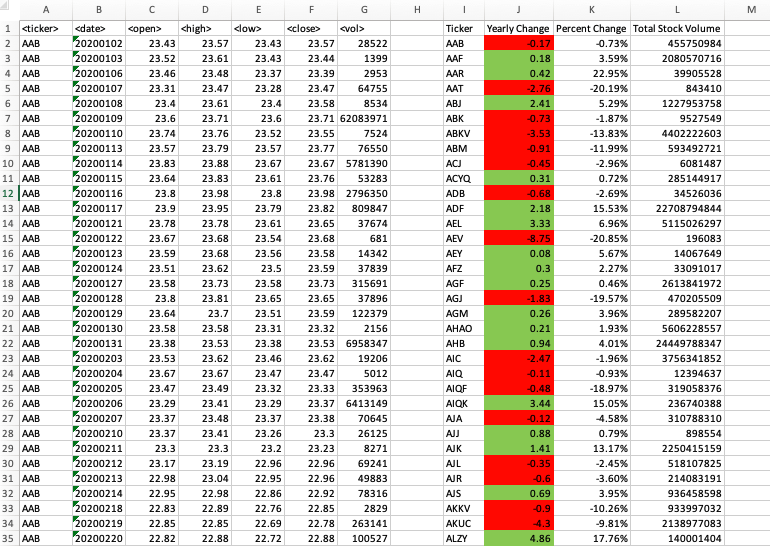 A B C D E F G H I J K L M
1 <ticker> <date> <open> <high> <low> <close> <vol> Ticker Yearly Change Percent Change Total Stock Volume
2 AAB 20200102 23.43 23.57 23.43 23.57 28522 AAB -0.17 -0.73% 455750984
3 AAB 20200103 23.52 23.61 23.43 23.44 1399 AAF 0.18 3.59% 2080570716
4 AAB 20200106 23.46 23.48 23.37 23.39 2953 AAR 0.42 22.95% 39905528
5 AAB 20200107 23.31 23.47 23.28 23.47 64755 AAT -2.76 -20.19% 843410
6 AAB 20200108 23.4 23.61 23.4 23.58 8534 ABJ 2.41 5.29% 1227953758
7 AAB 20200109 23.6 23.71 23.6 23.71 62083971 ABK -0.73 -1.87% 9527549
8 AAB 20200110 23.74 23.76 23.52 23.55 7524 ABKV -3.53 -13.83% 4402222603
9 AAB 20200113 23.57 23.79 23.57 23.77 76550 ABM -0.91 -11.99% 593492721
10 AAB 20200114 23.83 23.88 23.67 23.67 5781390 ACJ -0.45 -2.96% 6081487
11 AAB 20200115 23.64 23.83 23.61 23.76 53283 ACYQ 0.31 0.72% 285144917
12 AAB 20200116 23.8 23.98 23.8 23.98 2796350 ADB -0.68 -2.69% 34526036
13 AAB 20200117 23.9 23.95 23.79 23.82 809847 ADF 2.18 15.53% 22708794844
14 AAB 20200121 23.78 23.78 23.61 23.65 37674 AEL 3.33 6.96% 5115026297
15 AAB 20200122 23.67 23.68 23.54 23.68 681 AEV -8.75 -20.85% 196083
16 AAB 20200123 23.59 23.68 23.56 23.58 14342 AEY 0.08 5.67% 14067649
17 AAB 20200124 23.51 23.62 23.5 23.59 37839 AFZ 0.3 2.27% 33091017
18 AAB 20200127 23.58 23.73 23.58 23.73 315691 AGF 0.25 0.46% 2613841972
19 AAB 20200128 23.8 23.81 23.65 23.65 37896 AGJ -1.83 -19.57% 470205509
20 AAB 20200129 23.64 23.7 23.51 23.59 122379 AGM 0.26 3.96% 289582207
21 AAB 20200130 23.58 23.58 23.31 23.32 2156 AHAO 0.21 1.93% 5606228557
22 AAB 20200131 23.38 23.53 23.38 23.53 6958347 AHB 0.94 4.01% 24449788347
23 AAB 20200203 23.53 23.62 23.46 23.62 19206 AIC -2.47 -1.96% 3756341852
24 AAB 20200204 23.67 23.67 23.47 23.47 5012 AIQ -0.11 -0.93% 12394637
25 AAB 20200205 23.47 23.49 23.32 23.33 353963 AIQF -0.48 -18.97% 319058376
26 AAB 20200206 23.29 23.41 23.29 23.37 6413149 AIQK 3.44 15.05% 236740388
27 AAB 20200207 23.37 23.48 23.37 23.38 70645 AJA -0.12 -4.58% 310788310
28 AAB 20200210 23.37 23.41 23.26 23.3 26125 AJJ 0.88 0.79% 898554
29 AAB 20200211 23.3 23.3 23.2 23.23 8271 AJK 1.41 13.17% 2250415159
30 AAB 20200212 23.17 23.19 22.96 22.96 69241 AJL -0.35 -2.45% 518107825
31 AAB 20200213 22.98 23.04 22.95 22.96 49883 AJR -0.6 -3.60% 214083191
32 AAB 20200214 22.95 22.98 22.86 22.92 78316 AJS 0.69 3.95% 936458598
33 AAB 20200218 22.83 22.89 22.76 22.85 2829 AKKV -0.9 -10.26% 933997032
34 AAB 20200219 22.85 22.85 22.69 22.78 263141 AKUC -4.3 -9.81% 2138977083
35 AAB 20200220 22.82 22.88 22.72 22.88 100527 ALZY 4.86 17.76% 140001404